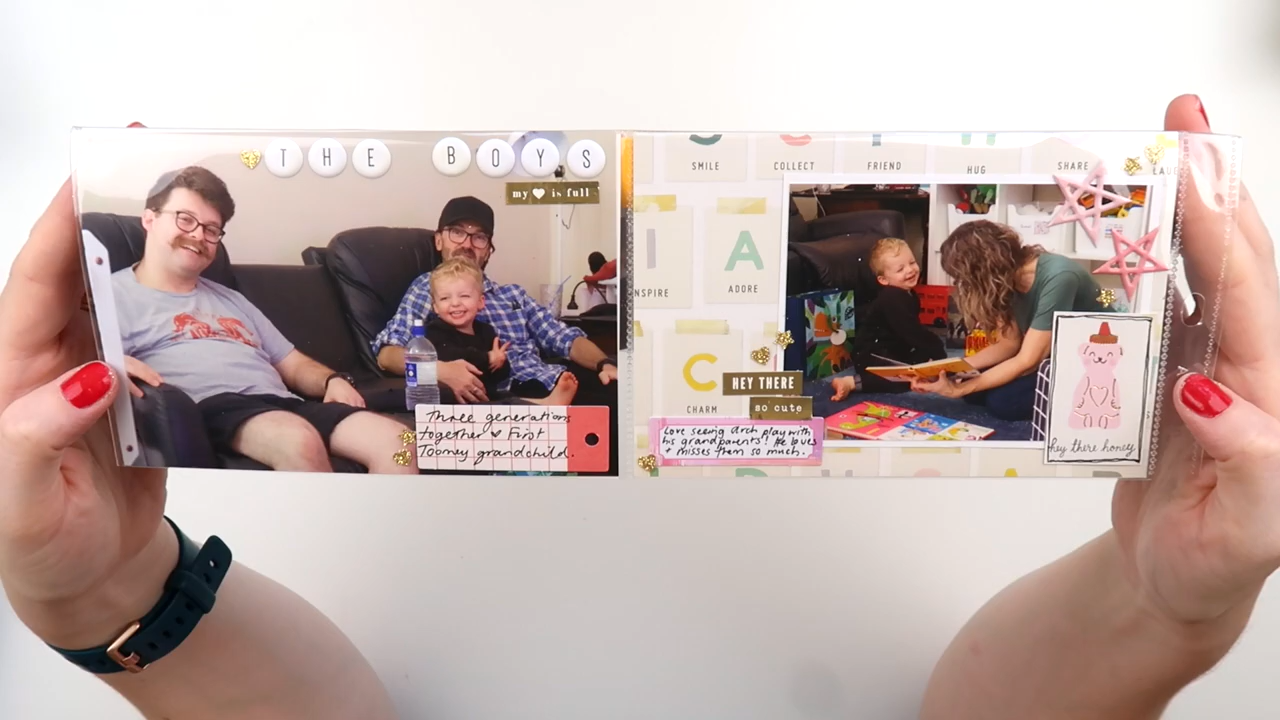 THE BOYS
my is full
Three generations
together ♥ First
Toomey grandchild.
SMILE
COLLECT
FRIEND
HUG
SHARE
I
A
NSPIRE
ADORE
C
CHARM
HEY THERE
so cute
Love seeing Arch play with
his grandparents! He loves
+ misses them so much.
hey there honey